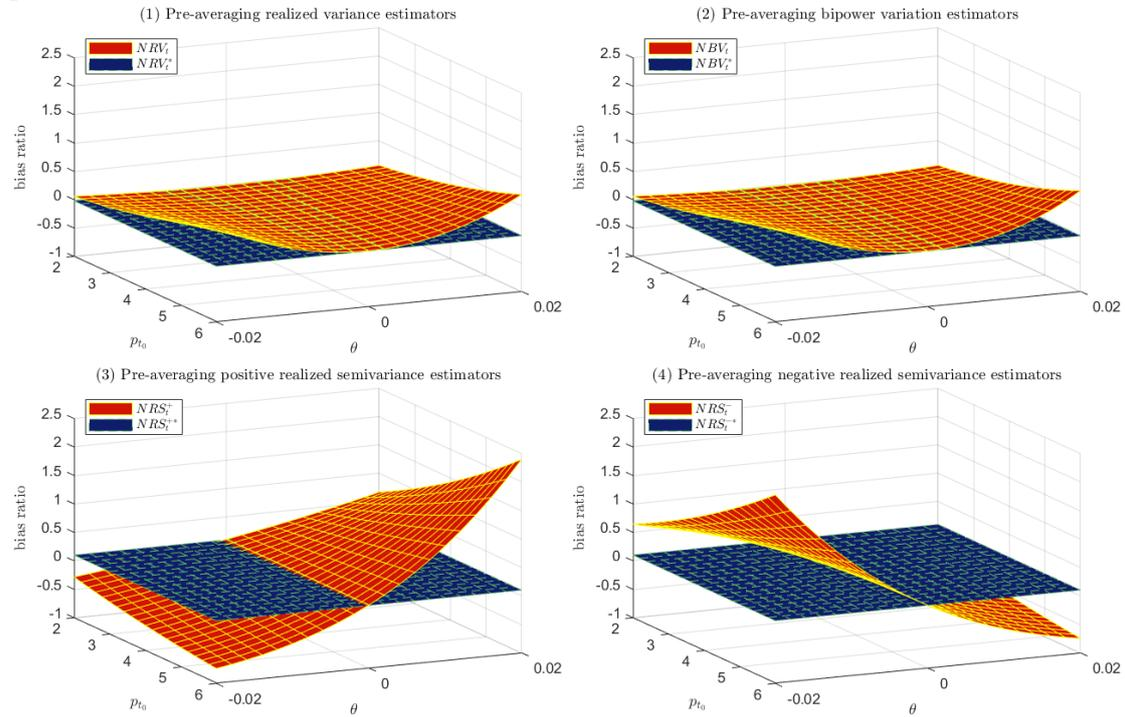 (1) Pre-averaging realized variance estimators
NRV_t
NRV_t^*
bias ratio
2.5
2
1.5
1
0.5
0
-0.5
-1
2
3
4
5
6
p_{t_0}
-0.02
0
0.02
θ
(2) Pre-averaging bipower variation estimators
NBV_t
NBV_t^*
bias ratio
2.5
2
1.5
1
0.5
0
-0.5
-1
2
3
4
5
6
p_{t_0}
-0.02
0
0.02
θ
(3) Pre-averaging positive realized semivariance estimators
NRS_t^+
NRS_t^{+*}
bias ratio
2.5
2
1.5
1
0.5
0
-0.5
-1
2
3
4
5
6
p_{t_0}
-0.02
0
0.02
θ
(4) Pre-averaging negative realized semivariance estimators
NRS_t^-
NRS_t^{-*}
bias ratio
2.5
2
1.5
1
0.5
0
-0.5
-1
2
3
4
5
6
p_{t_0}
-0.02
0
0.02
θ